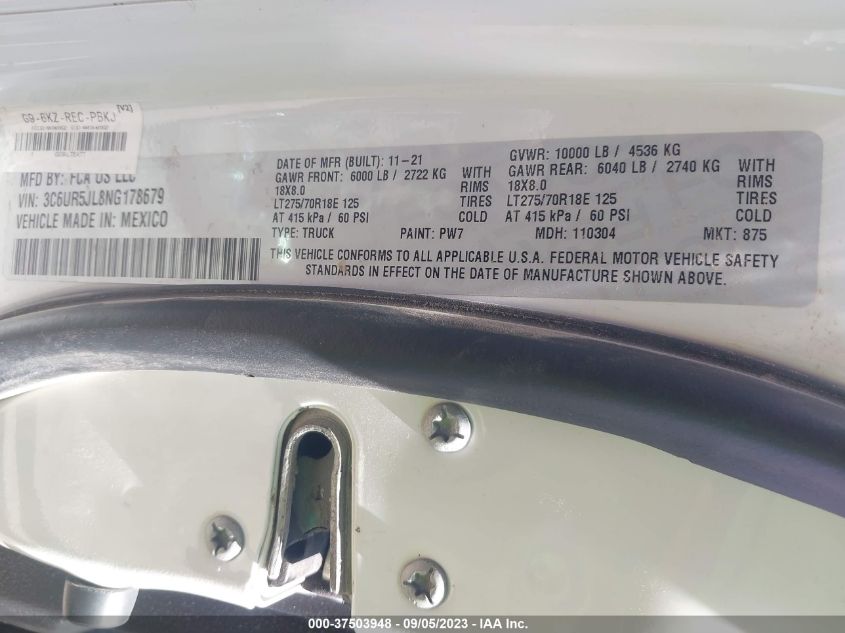 G9-BKZ-REC-PBKJ [V2]
MFD BY: FCA US LLC
VIN: 3C6UR5JL8NG178679
VEHICLE MADE IN: MEXICO
DATE OF MFR (BUILT): 11-21
GAWR FRONT: 6000 LB / 2722 KG WITH
18X8.0 RIMS
LT275/70R18E 125 TIRES
AT 415 kPa / 60 PSI COLD
TYPE: TRUCK PAINT: PW7
GVWR: 10000 LB / 4536 KG
GAWR REAR: 6040 LB / 2740 KG WITH
18X8.0 RIMS
LT275/70R18E 125 TIRES
AT 415 kPa / 60 PSI COLD
MDH: 110304 MKT: 875
THIS VEHICLE CONFORMS TO ALL APPLICABLE U.S.A. FEDERAL MOTOR VEHICLE SAFETY
STANDARDS IN EFFECT ON THE DATE OF MANUFACTURE SHOWN ABOVE.
000-37503948 - 09/05/2023 - IAA Inc.